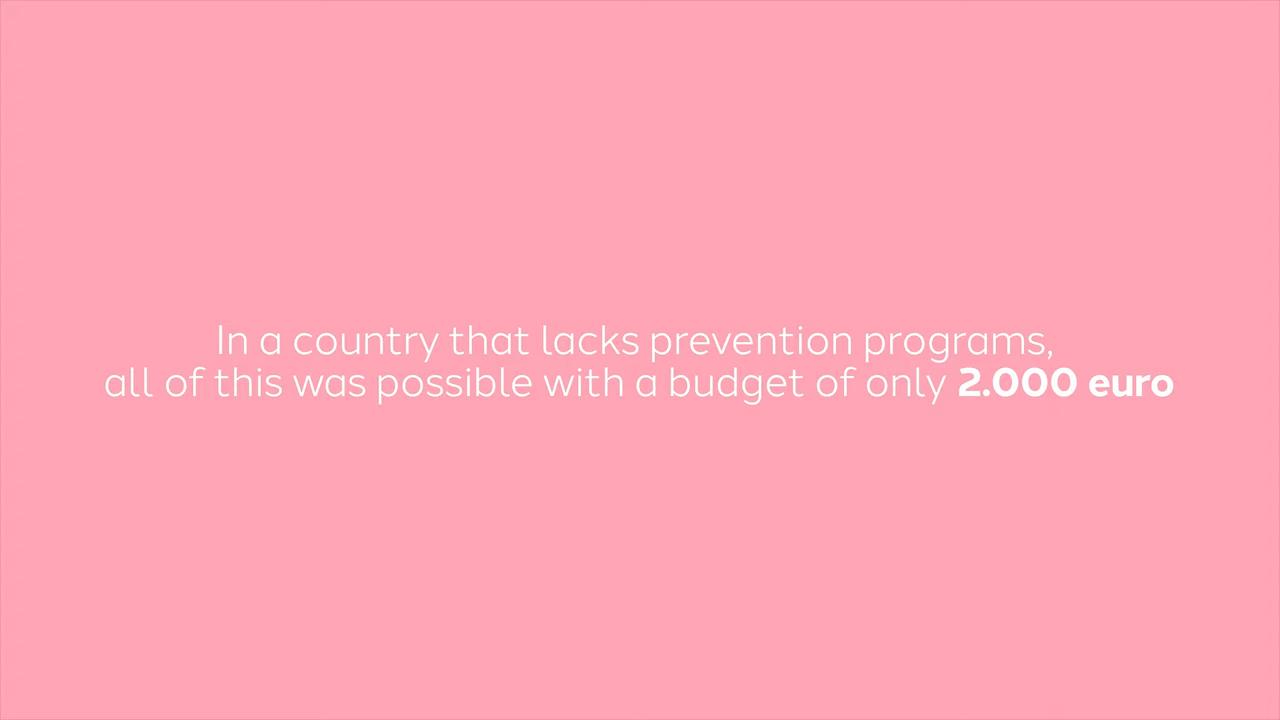 In a country that lacks prevention programs,
all of this was possible with a budget of only 2.000 euro